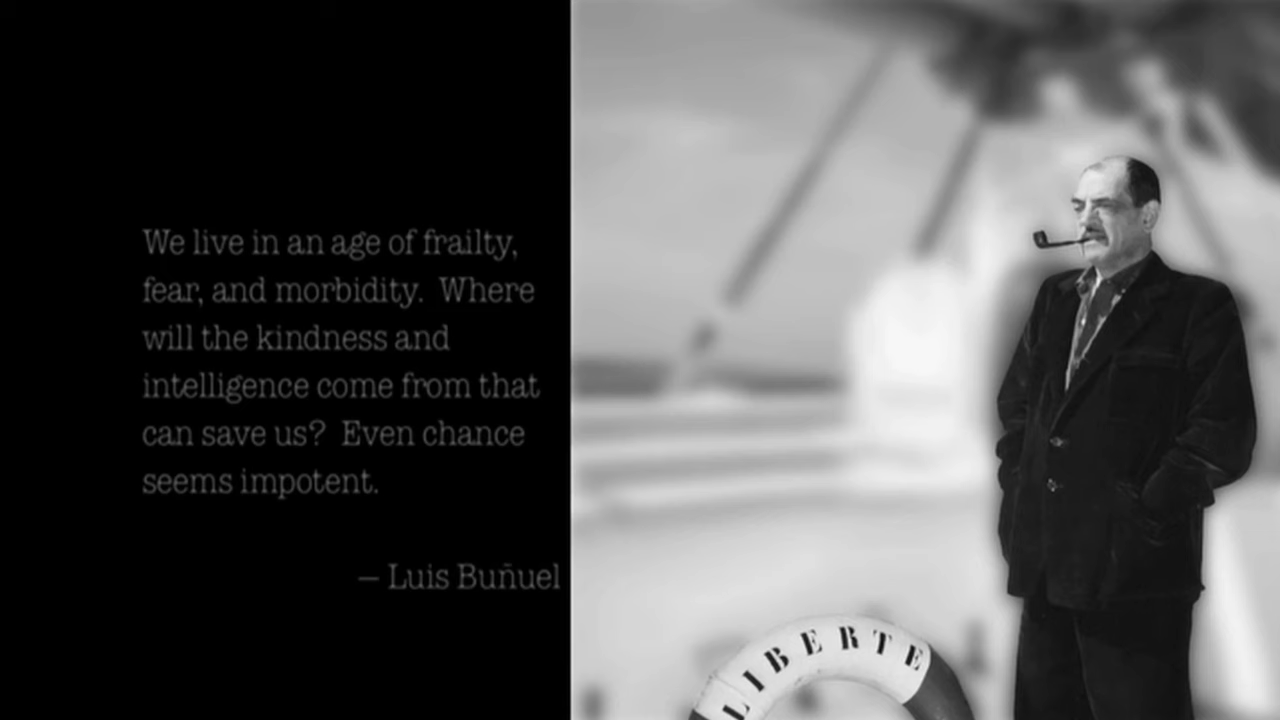 We live in an age of frailty,
fear, and morbidity. Where
will the kindness and
intelligence come from that
can save us? Even chance
seems impotent.
— Luis Buñuel
LIBERTE